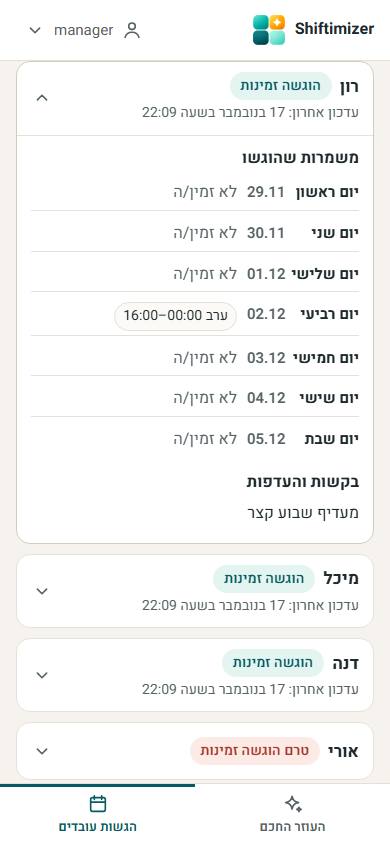 Shiftimizer
manager
רון
הוגשה זמינות
עדכון אחרון: 17 בנובמבר בשעה 22:09
משמרות שהוגשו
יום ראשון 29.11 לא זמין/ה
יום שני 30.11 לא זמין/ה
יום שלישי 01.12 לא זמין/ה
יום רביעי 02.12 ערב 16:00–00:00
יום חמישי 03.12 לא זמין/ה
יום שישי 04.12 לא זמין/ה
יום שבת 05.12 לא זמין/ה
בקשות והעדפות
מעדיף שבוע קצר
מיכל
הוגשה זמינות
עדכון אחרון: 17 בנובמבר בשעה 22:09
דנה
הוגשה זמינות
עדכון אחרון: 17 בנובמבר בשעה 22:09
אורי
טרם הוגשה זמינות
העוזר החכם
הגשות עובדים